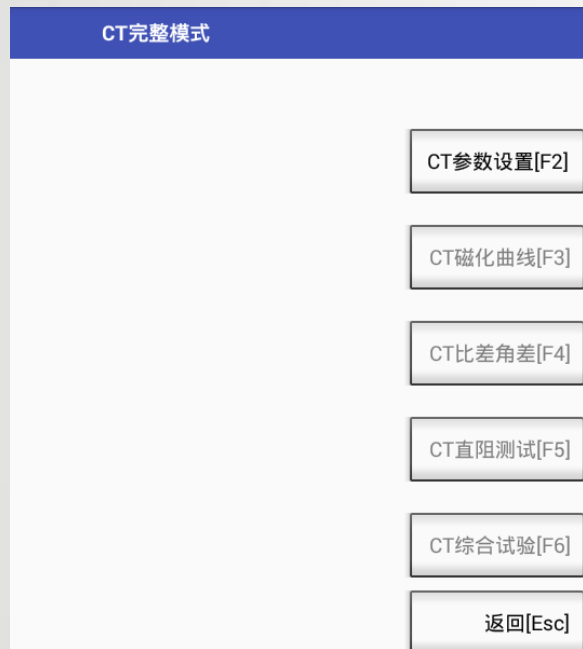 CT完整模式
CT参数设置[F2]
CT磁化曲线[F3]
CT比差角差[F4]
CT直阻测试[F5]
CT综合试验[F6]
返回[Esc]